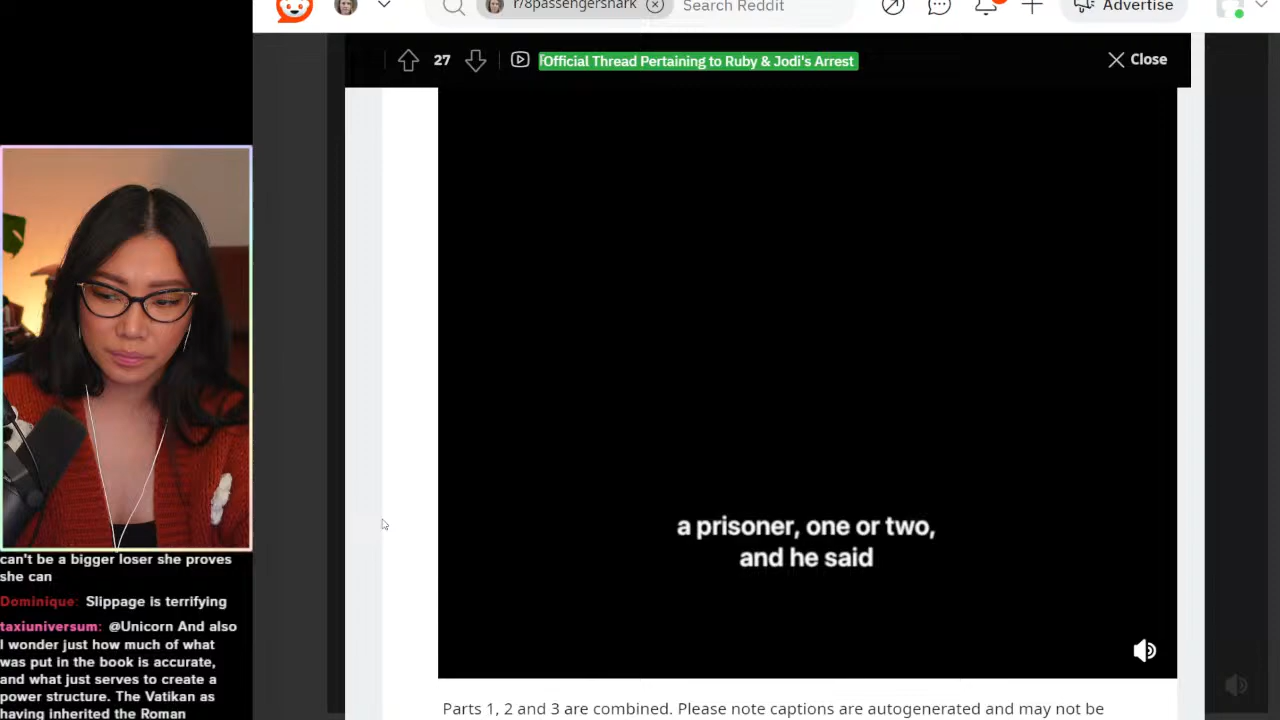 r/8passengersnark
Search Reddit
Advertise
27
Official Thread Pertaining to Ruby & Jodi's Arrest
Close
a prisoner, one or two,
and he said
Parts 1, 2 and 3 are combined. Please note captions are autogenerated and may not be
can't be a bigger loser she proves
she can
Dominique: Slippage is terrifying
taxiuniversum: @Unicorn And also
I wonder just how much of what
was put in the book is accurate,
and what just serves to create a
power structure. The Vatikan as
having inherited the Roman